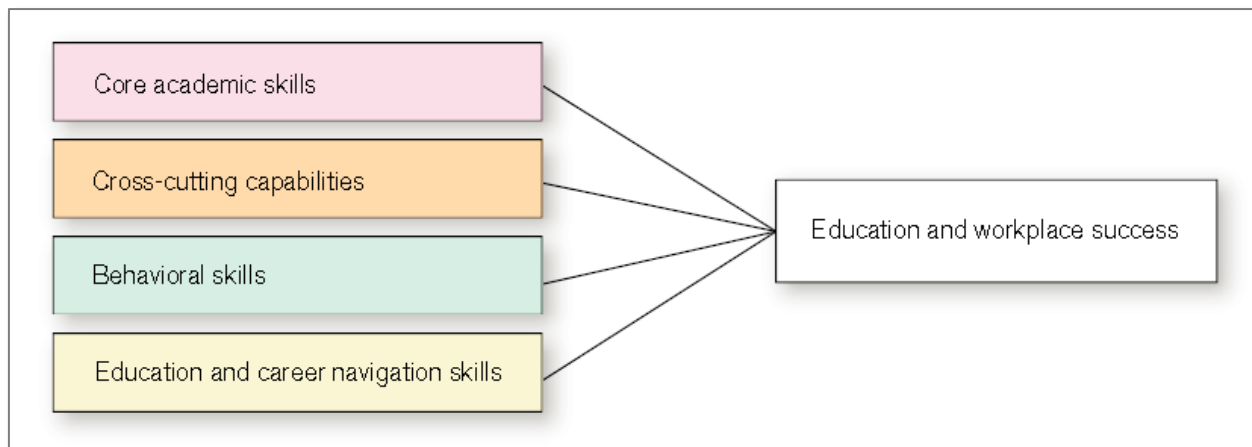 Core academic skills
Cross-cutting capabilities
Behavioral skills
Education and career navigation skills
Education and workplace success